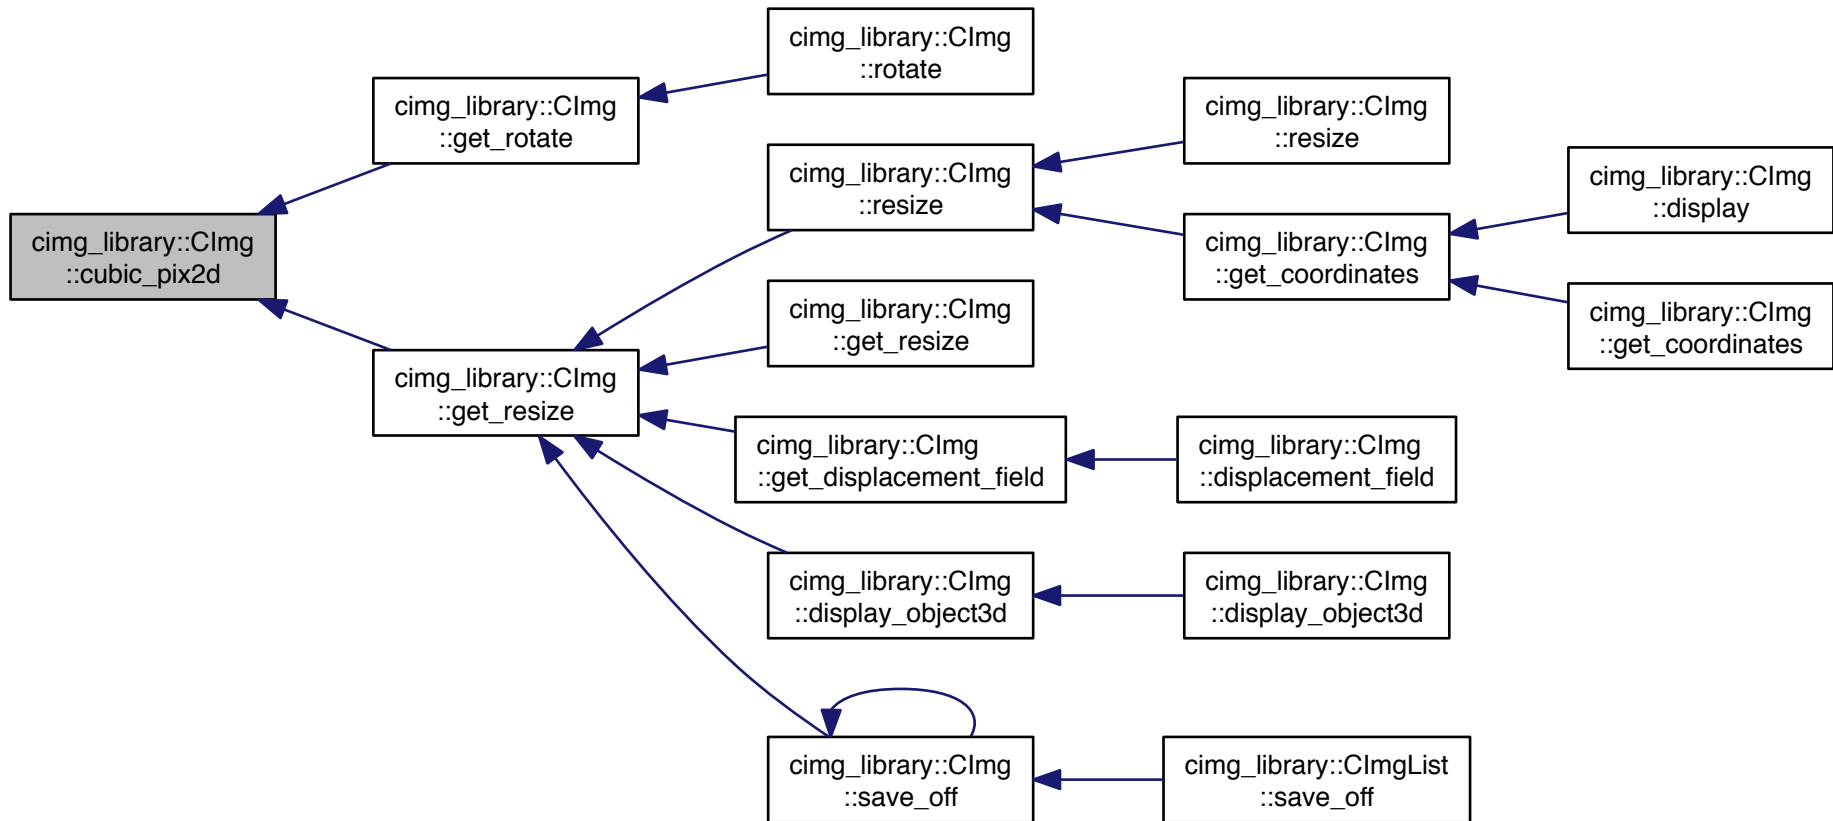 cimg_library::CImg
::rotate
cimg_library::CImg
::get_rotate
cimg_library::CImg
::resize
cimg_library::CImg
::resize
cimg_library::CImg
::display
cimg_library::CImg
::cubic_pix2d
cimg_library::CImg
::get_coordinates
cimg_library::CImg
::get_resize
cimg_library::CImg
::get_coordinates
cimg_library::CImg
::get_resize
cimg_library::CImg
::get_displacement_field
cimg_library::CImg
::displacement_field
cimg_library::CImg
::display_object3d
cimg_library::CImg
::display_object3d
cimg_library::CImg
::save_off
cimg_library::CImgList
::save_off